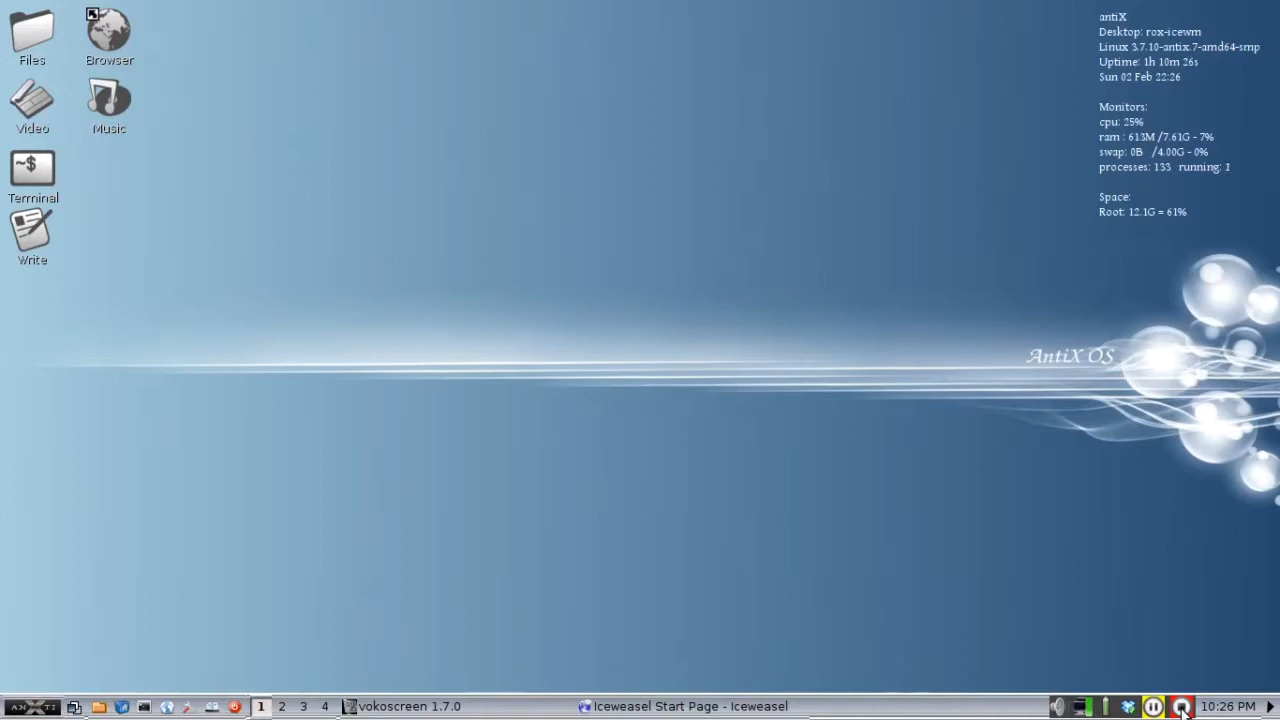 Files
Browser
Video
Music
~$
Terminal
Write
antiX
Desktop: rox-icewm
Linux 3.7.10-antix.7-amd64-smp
Uptime: 1h 10m 26s
Sun 02 Feb 22:26
Monitors:
cpu: 25%
ram : 613M /7.61G - 7%
swap: 0B /4.00G - 0%
processes: 133 running: 1
Space:
Root: 12.1G = 61%
AntiX OS
ANTI 1 2 3 4 vokoscreen 1.7.0 Iceweasel Start Page - Iceweasel 10:26 PM